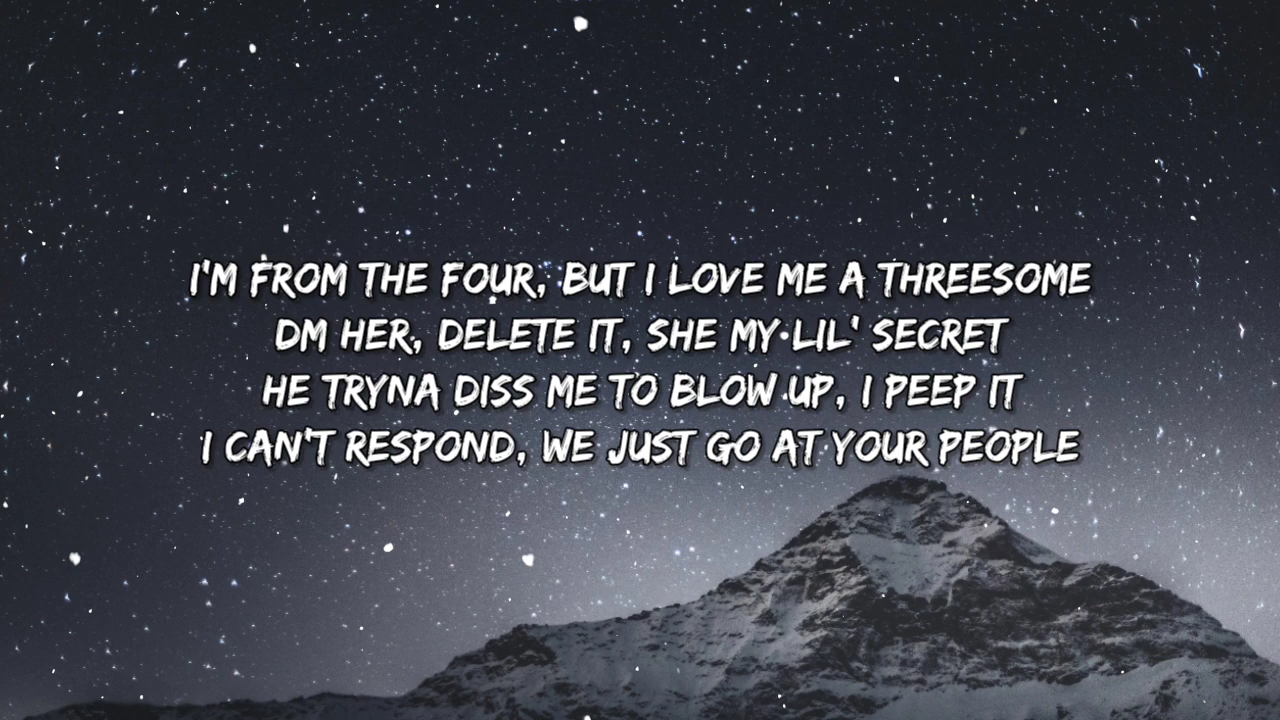 I'M FROM THE FOUR, BUT I LOVE ME A THREESOME
DM HER, DELETE IT, SHE MY LIL' SECRET
HE TRYNA DISS ME TO BLOW UP, I PEEP IT
I CAN'T RESPOND, WE JUST GO AT YOUR PEOPLE